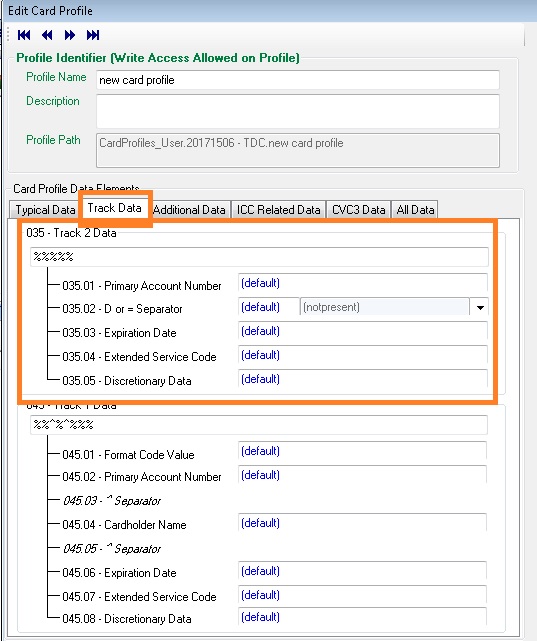 Edit Card Profile
Profile Identifier (Write Access Allowed on Profile)
Profile Name new card profile
Description
Profile Path CardProfiles_User.20171506 - TDC.new card profile
Card Profile Data Elements
Typical Data Track Data Additional Data ICC Related Data CVC3 Data All Data
035 - Track 2 Data
%%%%%
035.01 - Primary Account Number (default)
035.02 - D or = Separator (default) (notpresent)
035.03 - Expiration Date (default)
035.04 - Extended Service Code (default)
035.05 - Discretionary Data (default)
045 - Track 1 Data
%%^%^%%%
045.01 - Format Code Value (default)
045.02 - Primary Account Number (default)
045.03 - ^ Separator
045.04 - Cardholder Name (default)
045.05 - ^ Separator
045.06 - Expiration Date (default)
045.07 - Extended Service Code (default)
045.08 - Discretionary Data (default)